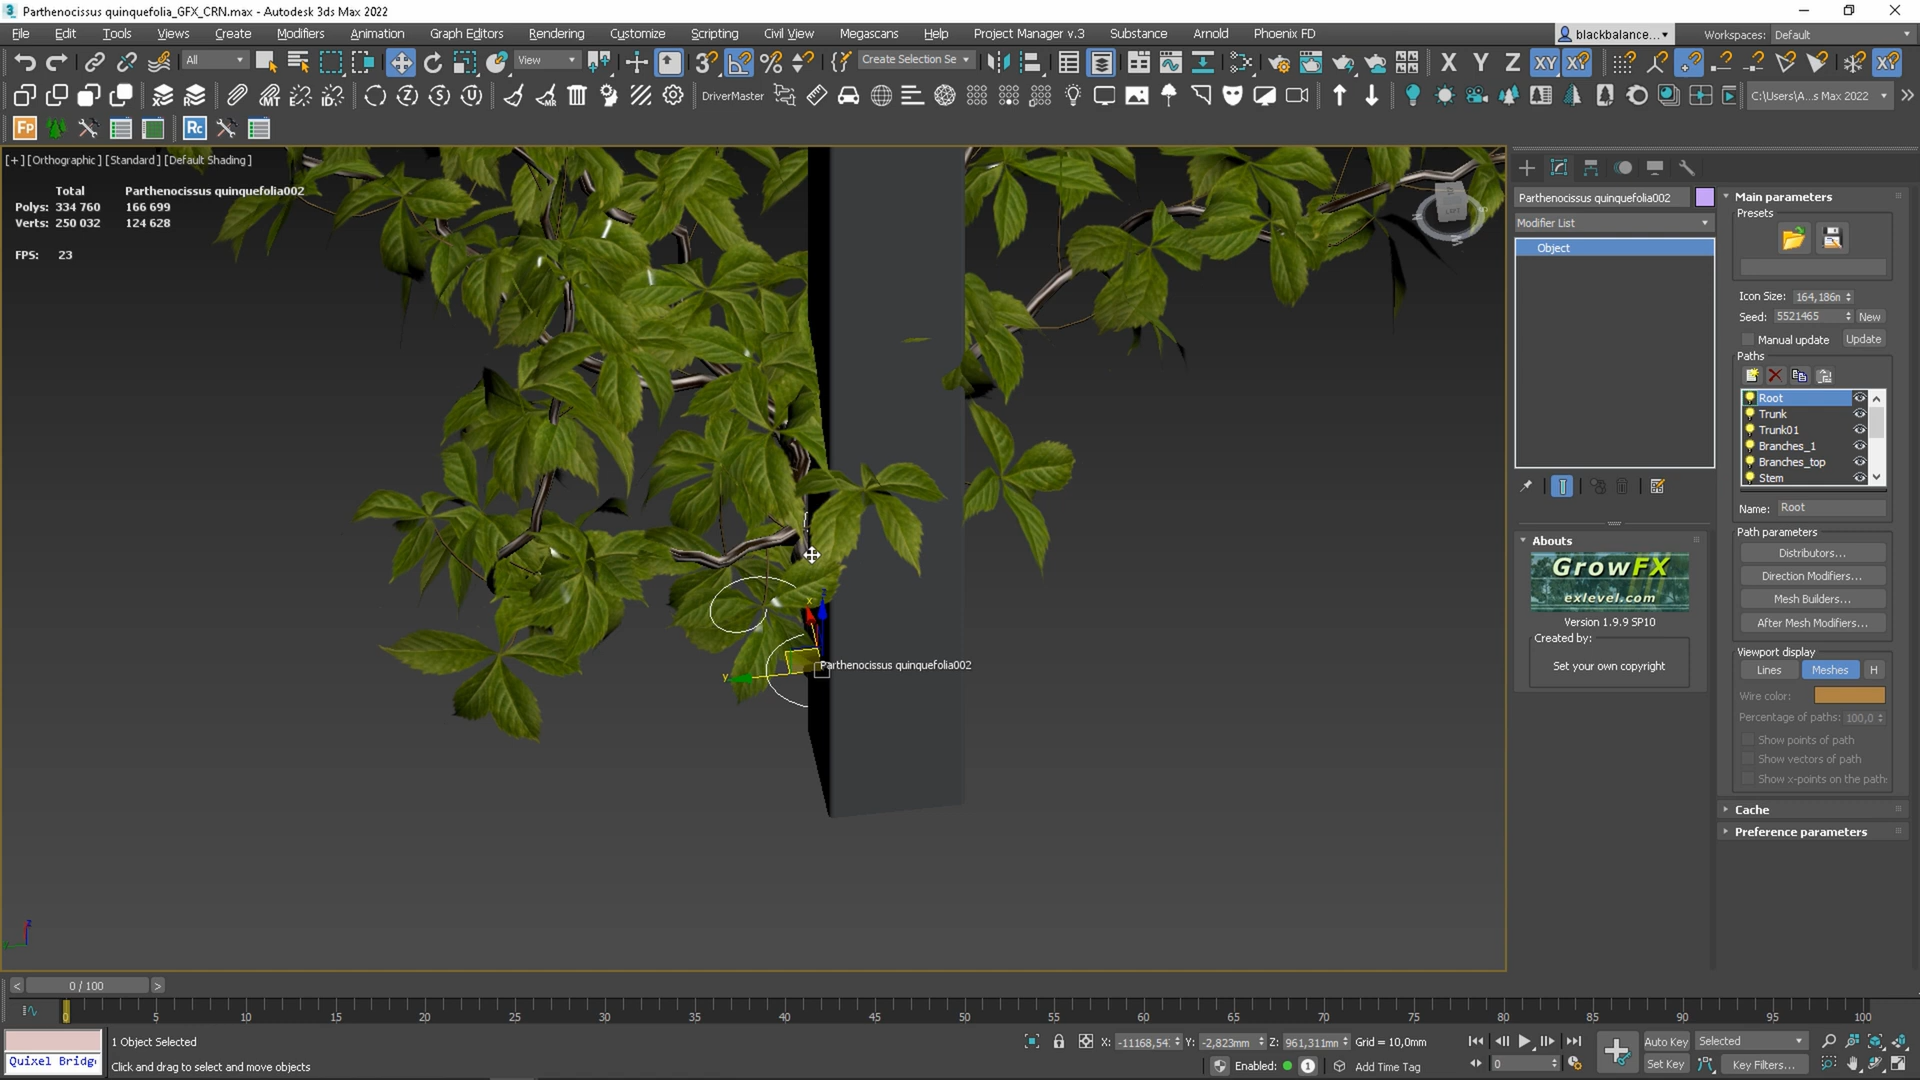 Parthenocissus quinquefolia_GFX_CRN.max - Autodesk 3ds Max 2022
File Edit Tools Views Create Modifiers Animation Graph Editors Rendering Customize Scripting Civil View Megascans Help Project Manager v.3 Substance Arnold Phoenix FD
blackbalance... Workspaces: Default
All View Create Selection Se X Y Z XY XY
DriverMaster C:\Users\A...s Max 2022
Fp Rc
[+] [Orthographic] [Standard] [Default Shading]
Total Parthenocissus quinquefolia002
Polys: 334 760 166 699
Verts: 250 032 124 628
FPS: 23
x
z
y
Parthenocissus quinquefolia002
Parthenocissus quinquefolia002
Modifier List
Object
Abouts
GrowFX
exlevel.com
Version 1.9.9 SP10
Created by:
Set your own copyright
Main parameters
Presets
Icon Size: 164,186n
Seed: 5521465 New
Manual update Update
Paths
Root
Trunk
Trunk01
Branches_1
Branches_top
Stem
Name: Root
Path parameters
Distributors...
Direction Modifiers...
Mesh Builders...
After Mesh Modifiers...
Viewport display
Lines Meshes H
Wire color:
Percentage of paths: 100,0
Show points of path
Show vectors of path
Show x-points on the path
Cache
Preference parameters
z
y
< 0 / 100 >
0 5 10 15 20 25 30 35 40 45 50 55 60 65 70 75 80 85 90 95 100
1 Object Selected
X: -11168,54 Y: -2,823mm Z: 961,311mm Grid = 10,0mm
Auto Key Selected
Quixel Bridg
Click and drag to select and move objects
Enabled: 1 Add Time Tag
0
Set Key Key Filters...